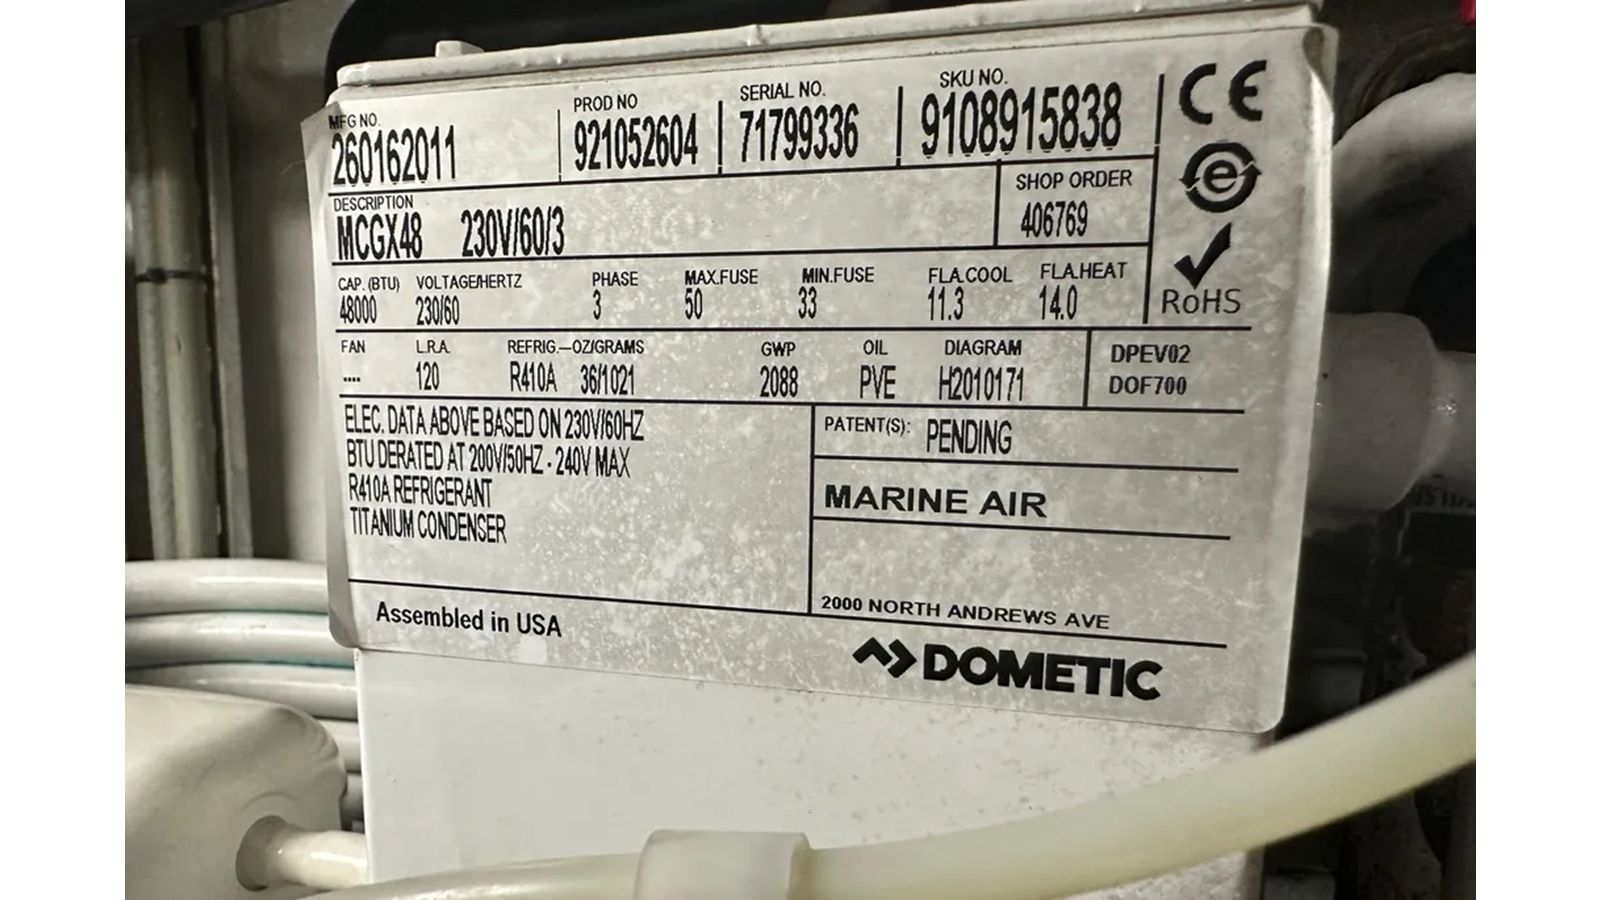 MFG NO. PROD NO SERIAL NO. SKU NO.
260162011 921052604 71799336 9108915838
CE
DESCRIPTION
MCGX48 230V/60/3
SHOP ORDER
406769
e
RoHS
CAP. (BTU) VOLTAGE/HERTZ PHASE MAX.FUSE MIN.FUSE FLA.COOL FLA.HEAT
48000 230/60 3 50 33 11.3 14.0
FAN L.R.A. REFRIG.—OZ/GRAMS GWP OIL DIAGRAM
---- 120 R410A 36/1021 2088 PVE H2010171
DPEV02
DOF700
ELEC. DATA ABOVE BASED ON 230V/60HZ
BTU DERATED AT 200V/50HZ - 240V MAX
R410A REFRIGERANT
TITANIUM CONDENSER
PATENT(S): PENDING
MARINE AIR
2000 NORTH ANDREWS AVE
Assembled in USA
DOMETIC